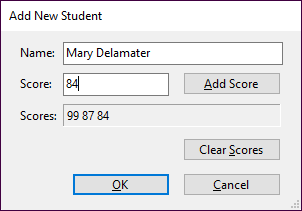 Add New Student
Name: Mary Delamater
Score: 84 Add Score
Scores: 99 87 84
Clear Scores
OK Cancel